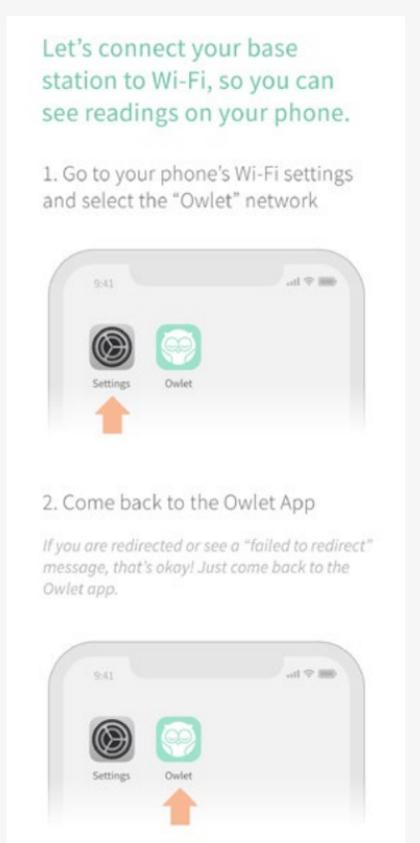 Let’s connect your base
station to Wi-Fi, so you can
see readings on your phone.
1. Go to your phone’s Wi-Fi settings
and select the “Owlet” network
9:41
Settings Owlet
2. Come back to the Owlet App
If you are redirected or see a “failed to redirect”
message, that’s okay! Just come back to the
Owlet app.
9:41
Settings Owlet